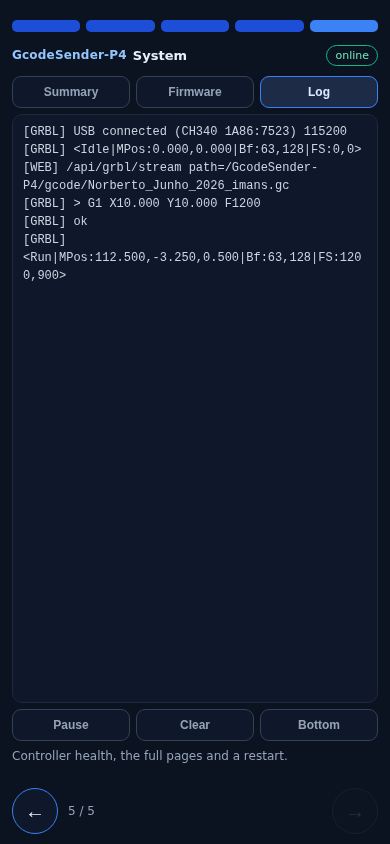 GcodeSender-P4 System online
Summary Firmware Log
[GRBL] USB connected (CH340 1A86:7523) 115200
[GRBL] <Idle|MPos:0.000,0.000|Bf:63,128|FS:0,0>
[WEB] /api/grbl/stream path=/GcodeSender-
P4/gcode/Norberto_Junho_2026_imans.gc
[GRBL] > G1 X10.000 Y10.000 F1200
[GRBL] ok
[GRBL]
<Run|MPos:112.500,-3.250,0.500|Bf:63,128|FS:120
0,900>
Pause Clear Bottom
Controller health, the full pages and a restart.
← 5 / 5 →